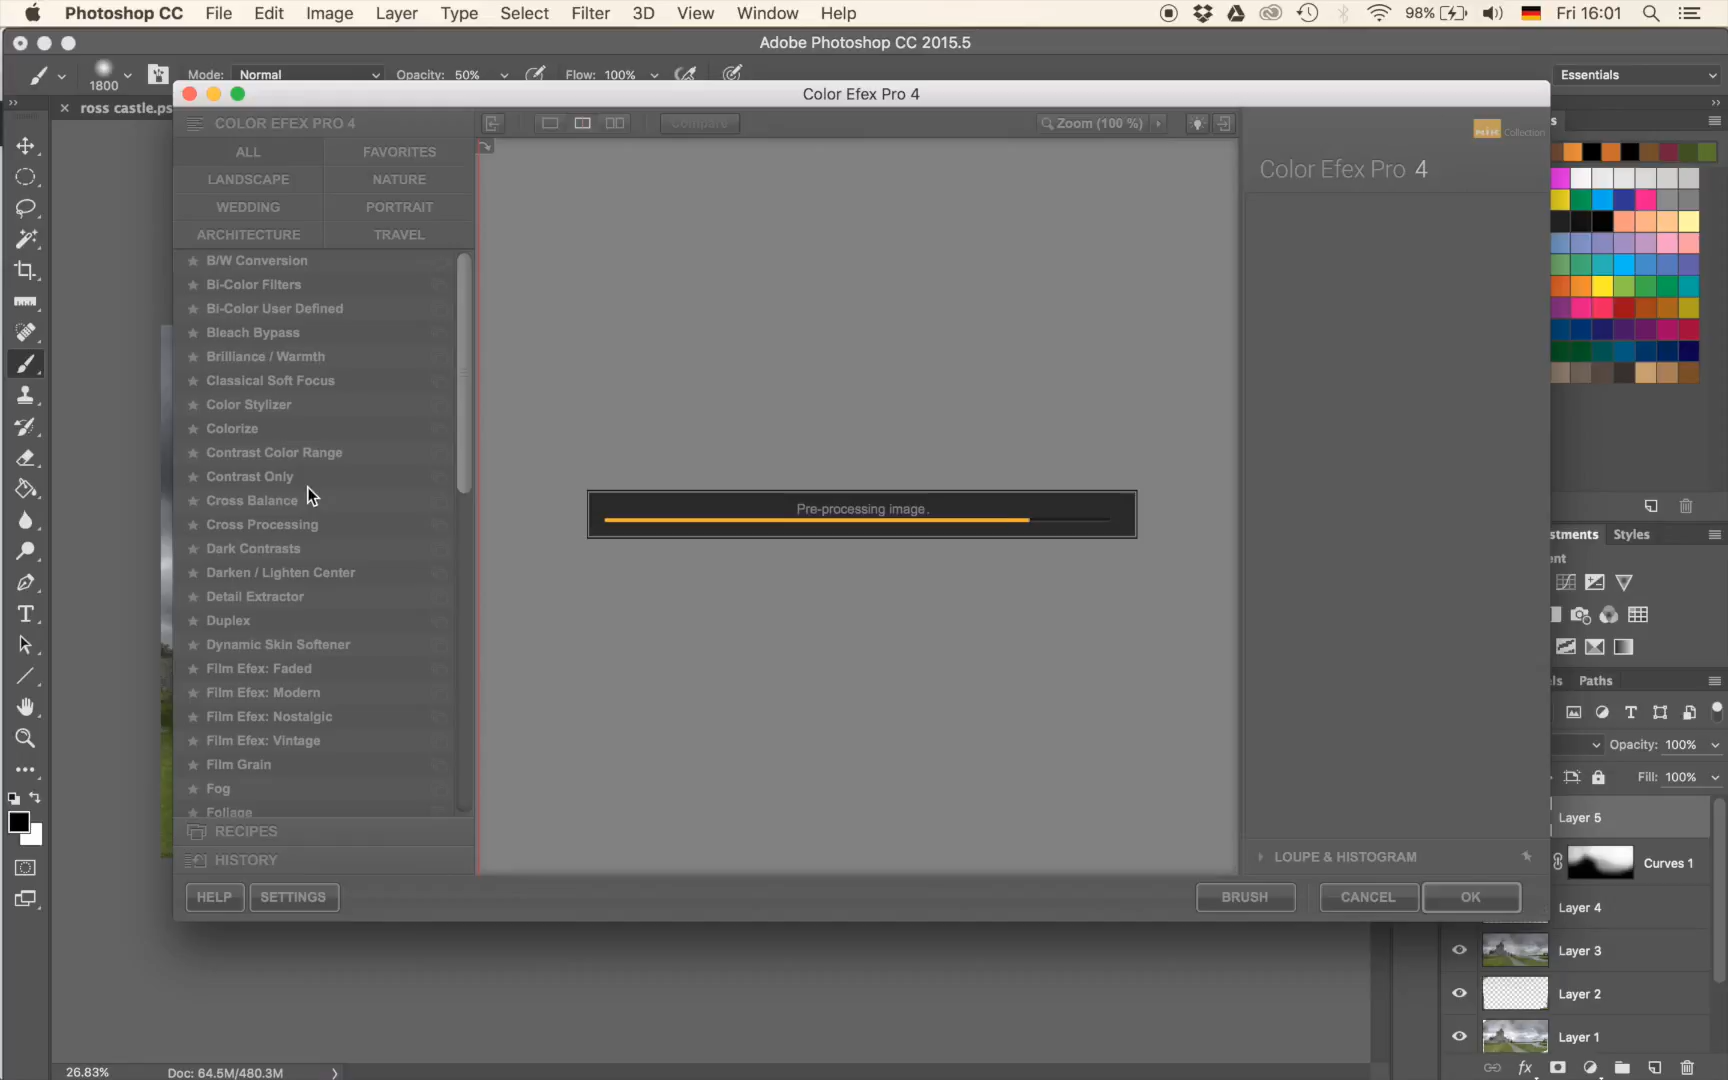 Photoshop CC File Edit Image Layer Type Select Filter 3D View Window Help 98% Fri 16:01
Adobe Photoshop CC 2015.5
1800 Mode: Normal Opacity: 50% Flow: 100% Essentials
ross castle.ps
Color Efex Pro 4
COLOR EFEX PRO 4 Compare Zoom (100 %) nik Collection
ALL FAVORITES
LANDSCAPE NATURE
WEDDING PORTRAIT
ARCHITECTURE TRAVEL
Color Efex Pro 4
B/W Conversion
Bi-Color Filters
Bi-Color User Defined
Bleach Bypass
Brilliance / Warmth
Classical Soft Focus
Color Stylizer
Colorize
Contrast Color Range
Contrast Only
Cross Balance
Cross Processing
Dark Contrasts
Darken / Lighten Center
Detail Extractor
Duplex
Dynamic Skin Softener
Film Efex: Faded
Film Efex: Modern
Film Efex: Nostalgic
Film Efex: Vintage
Film Grain
Fog
Foliage
RECIPES
HISTORY
HELP SETTINGS
Pre-processing image.
LOUPE & HISTOGRAM
BRUSH CANCEL OK
s
stments Styles
ent
ls Paths
Opacity: 100%
Fill: 100%
Layer 5
Curves 1
Layer 4
Layer 3
Layer 2
Layer 1
fx
26.83% Doc: 64.5M/480.3M